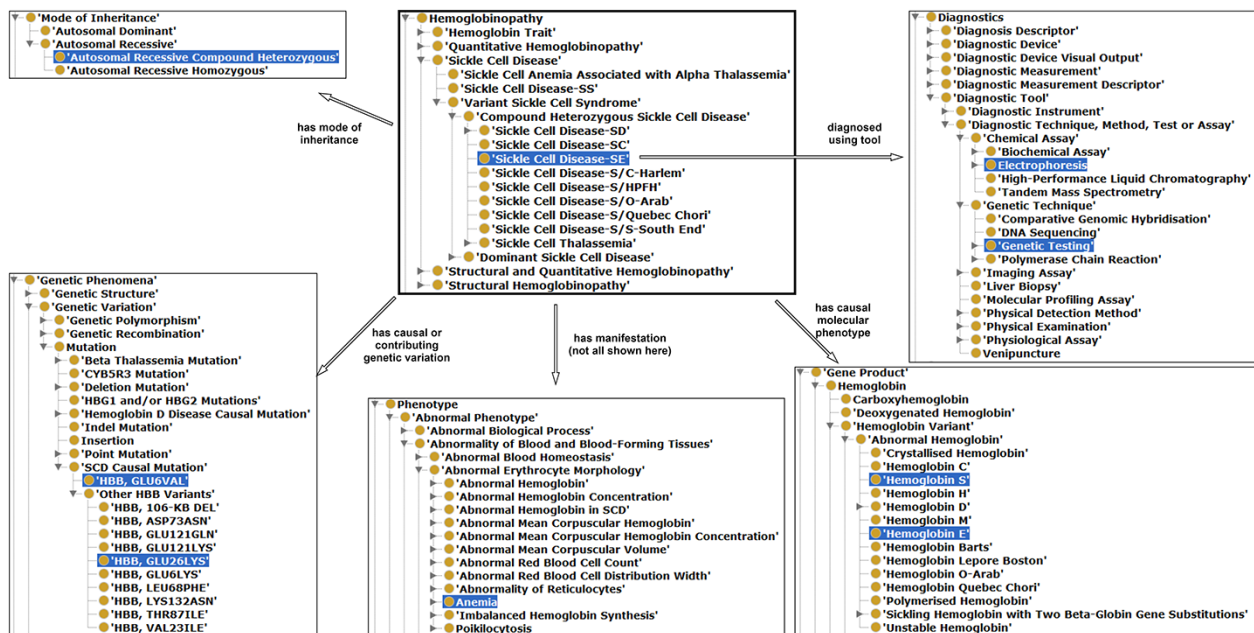 'Mode of Inheritance'
'Autosomal Dominant'
'Autosomal Recessive'
'Autosomal Recessive Compound Heterozygous'
'Autosomal Recessive Homozygous'
has mode of
inheritance
Hemoglobinopathy
'Hemoglobin Trait'
'Quantitative Hemoglobinopathy'
'Sickle Cell Disease'
'Sickle Cell Anemia Associated with Alpha Thalassemia'
'Sickle Cell Disease-SS'
'Variant Sickle Cell Syndrome'
'Compound Heterozygous Sickle Cell Disease'
'Sickle Cell Disease-SD'
'Sickle Cell Disease-SC'
'Sickle Cell Disease-SE'
'Sickle Cell Disease-S/C-Harlem'
'Sickle Cell Disease-S/HPFH'
'Sickle Cell Disease-S/O-Arab'
'Sickle Cell Disease-S/Quebec Chori'
'Sickle Cell Disease-S/S-South End'
'Sickle Cell Thalassemia'
'Dominant Sickle Cell Disease'
'Structural and Quantitative Hemoglobinopathy'
'Structural Hemoglobinopathy'
diagnosed
using tool
Diagnostics
'Diagnosis Descriptor'
'Diagnostic Device'
'Diagnostic Device Visual Output'
'Diagnostic Measurement'
'Diagnostic Measurement Descriptor'
'Diagnostic Tool'
'Diagnostic Instrument'
'Diagnostic Technique, Method, Test or Assay'
'Chemical Assay'
'Biochemical Assay'
Electrophoresis
'High-Performance Liquid Chromatography'
'Tandem Mass Spectrometry'
'Genetic Technique'
'Comparative Genomic Hybridisation'
'DNA Sequencing'
'Genetic Testing'
'Polymerase Chain Reaction'
'Imaging Assay'
'Liver Biopsy'
'Molecular Profiling Assay'
'Physical Detection Method'
'Physical Examination'
'Physiological Assay'
Venipuncture
'Genetic Phenomena'
'Genetic Structure'
'Genetic Variation'
'Genetic Polymorphism'
'Genetic Recombination'
Mutation
'Beta Thalassemia Mutation'
'CYB5R3 Mutation'
'Deletion Mutation'
'HBG1 and/or HBG2 Mutations'
'Hemoglobin D Disease Causal Mutation'
'Indel Mutation'
Insertion
'Point Mutation'
'SCD Causal Mutation'
'HBB, GLU6VAL'
'Other HBB Variants'
'HBB, 106-KB DEL'
'HBB, ASP73ASN'
'HBB, GLU121GLN'
'HBB, GLU121LYS'
'HBB, GLU26LYS'
'HBB, GLU6LYS'
'HBB, LEU68PHE'
'HBB, LYS132ASN'
'HBB, THR87ILE'
'HBB, VAL23ILE'
has causal or
contributing
genetic variation
has manifestation
(not all shown here)
has causal
molecular
phenotype
Phenotype
'Abnormal Phenotype'
'Abnormal Biological Process'
'Abnormality of Blood and Blood-Forming Tissues'
'Abnormal Blood Homeostasis'
'Abnormal Erythrocyte Morphology'
'Abnormal Hemoglobin'
'Abnormal Hemoglobin Concentration'
'Abnormal Hemoglobin in SCD'
'Abnormal Mean Corpuscular Hemoglobin'
'Abnormal Mean Corpuscular Hemoglobin Concentration'
'Abnormal Mean Corpuscular Volume'
'Abnormal Red Blood Cell Count'
'Abnormal Red Blood Cell Distribution Width'
'Abnormality of Reticulocytes'
Anemia
'Imbalanced Hemoglobin Synthesis'
Poikilocytosis
'Gene Product'
Hemoglobin
Carboxyhemoglobin
'Deoxygenated Hemoglobin'
'Hemoglobin Variant'
'Abnormal Hemoglobin'
'Crystallised Hemoglobin'
'Hemoglobin C'
'Hemoglobin S'
'Hemoglobin H'
'Hemoglobin D'
'Hemoglobin M'
'Hemoglobin E'
'Hemoglobin Barts'
'Hemoglobin Lepore Boston'
'Hemoglobin O-Arab'
'Hemoglobin Quebec Chori'
'Polymerised Hemoglobin'
'Sickling Hemoglobin with Two Beta-Globin Gene Substitutions'
'Unstable Hemoglobin'